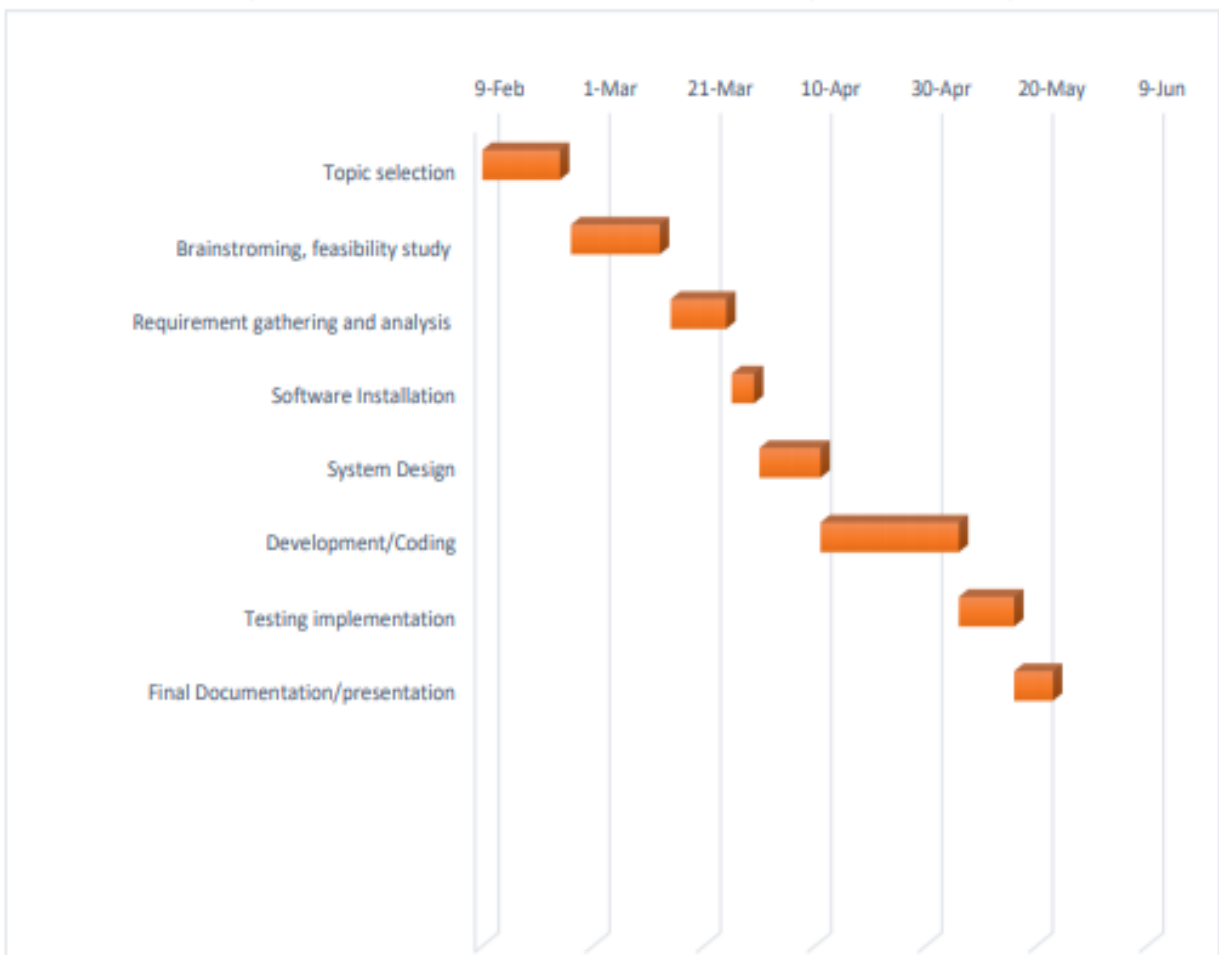 9-Feb 1-Mar 21-Mar 10-Apr 30-Apr 20-May 9-Jun
Topic selection
Brainstroming, feasibility study
Requirement gathering and analysis
Software Installation
System Design
Development/Coding
Testing implementation
Final Documentation/presentation